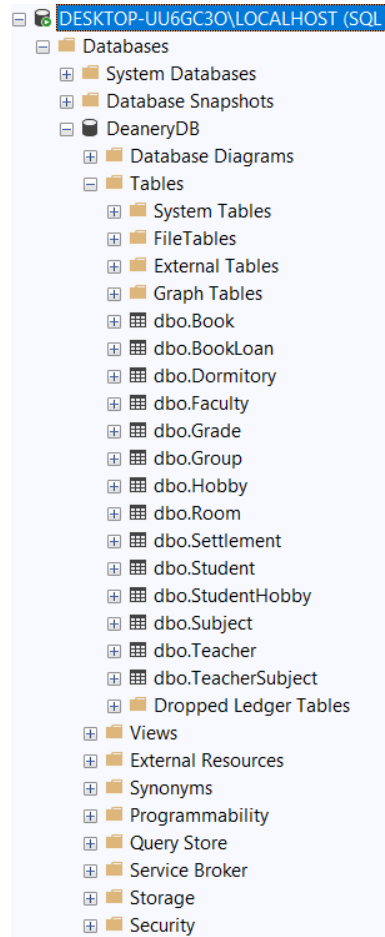 DESKTOP-UU6GC3O\LOCALHOST (SQL
Databases
System Databases
Database Snapshots
DeaneryDB
Database Diagrams
Tables
System Tables
FileTables
External Tables
Graph Tables
dbo.Book
dbo.BookLoan
dbo.Dormitory
dbo.Faculty
dbo.Grade
dbo.Group
dbo.Hobby
dbo.Room
dbo.Settlement
dbo.Student
dbo.StudentHobby
dbo.Subject
dbo.Teacher
dbo.TeacherSubject
Dropped Ledger Tables
Views
External Resources
Synonyms
Programmability
Query Store
Service Broker
Storage
Security